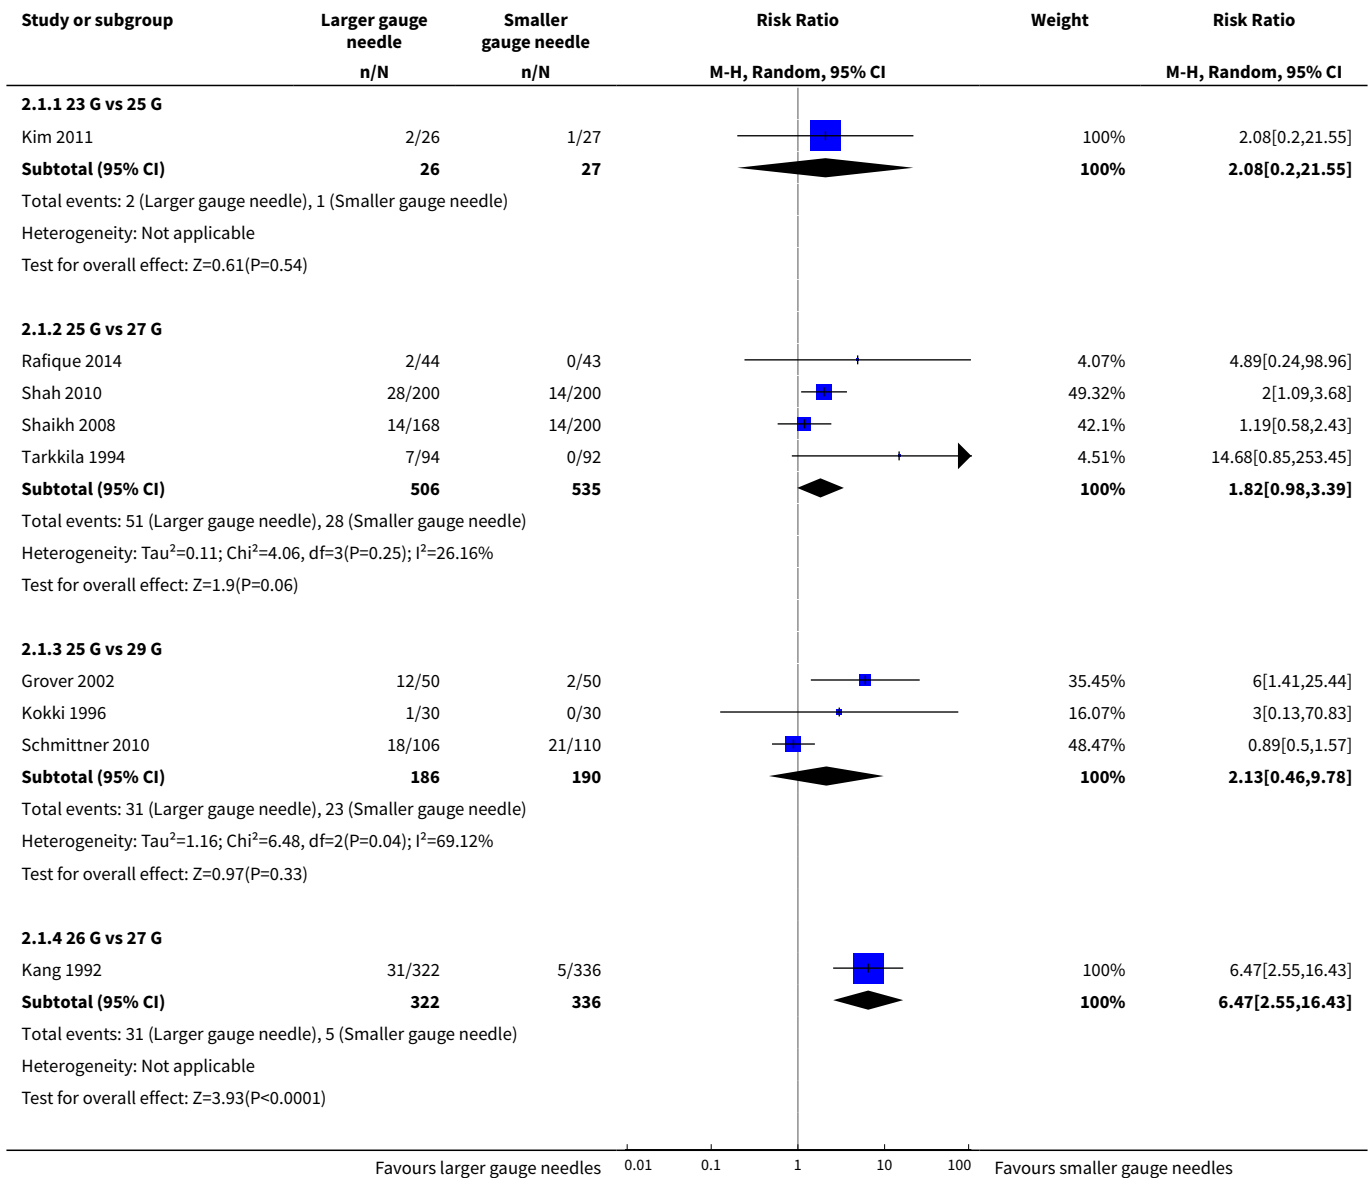 Study or subgroup Larger gauge needle Smaller gauge needle Risk Ratio Weight Risk Ratio
n/N n/N M-H, Random, 95% CI M-H, Random, 95% CI
2.1.1 23 G vs 25 G
Kim 2011 2/26 1/27 100% 2.08[0.2,21.55]
Subtotal (95% CI) 26 27 100% 2.08[0.2,21.55]
Total events: 2 (Larger gauge needle), 1 (Smaller gauge needle)
Heterogeneity: Not applicable
Test for overall effect: Z=0.61(P=0.54)
2.1.2 25 G vs 27 G
Rafique 2014 2/44 0/43 4.07% 4.89[0.24,98.96]
Shah 2010 28/200 14/200 49.32% 2[1.09,3.68]
Shaikh 2008 14/168 14/200 42.1% 1.19[0.58,2.43]
Tarkkila 1994 7/94 0/92 4.51% 14.68[0.85,253.45]
Subtotal (95% CI) 506 535 100% 1.82[0.98,3.39]
Total events: 51 (Larger gauge needle), 28 (Smaller gauge needle)
Heterogeneity: Tau²=0.11; Chi²=4.06, df=3(P=0.25); I²=26.16%
Test for overall effect: Z=1.9(P=0.06)
2.1.3 25 G vs 29 G
Grover 2002 12/50 2/50 35.45% 6[1.41,25.44]
Kokki 1996 1/30 0/30 16.07% 3[0.13,70.83]
Schmittner 2010 18/106 21/110 48.47% 0.89[0.5,1.57]
Subtotal (95% CI) 186 190 100% 2.13[0.46,9.78]
Total events: 31 (Larger gauge needle), 23 (Smaller gauge needle)
Heterogeneity: Tau²=1.16; Chi²=6.48, df=2(P=0.04); I²=69.12%
Test for overall effect: Z=0.97(P=0.33)
2.1.4 26 G vs 27 G
Kang 1992 31/322 5/336 100% 6.47[2.55,16.43]
Subtotal (95% CI) 322 336 100% 6.47[2.55,16.43]
Total events: 31 (Larger gauge needle), 5 (Smaller gauge needle)
Heterogeneity: Not applicable
Test for overall effect: Z=3.93(P<0.0001)
Favours larger gauge needles 0.01 0.1 1 10 100 Favours smaller gauge needles